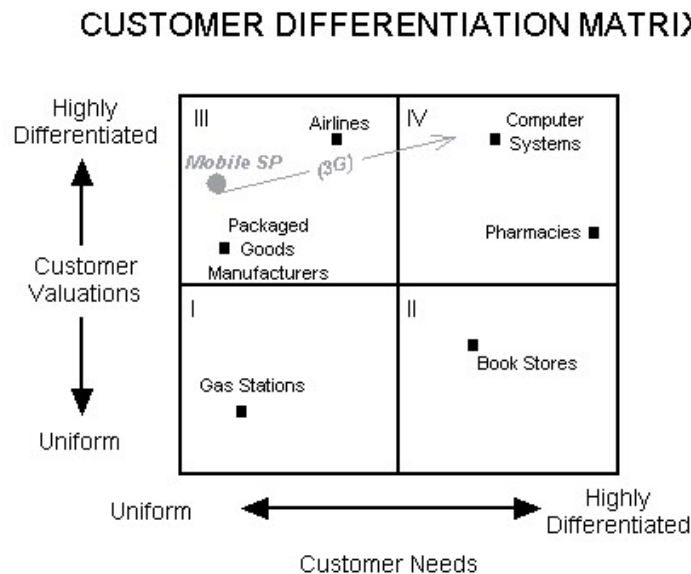 CUSTOMER DIFFERENTIATION MATRIX
Highly
Differentiated
III
Airlines
IV
Computer
Systems
Mobile SP
(3G)
Packaged
Goods
Manufacturers
Pharmacies
Customer
Valuations
I
II
Gas Stations
Book Stores
Uniform
Uniform
Highly
Differentiated
Customer Needs